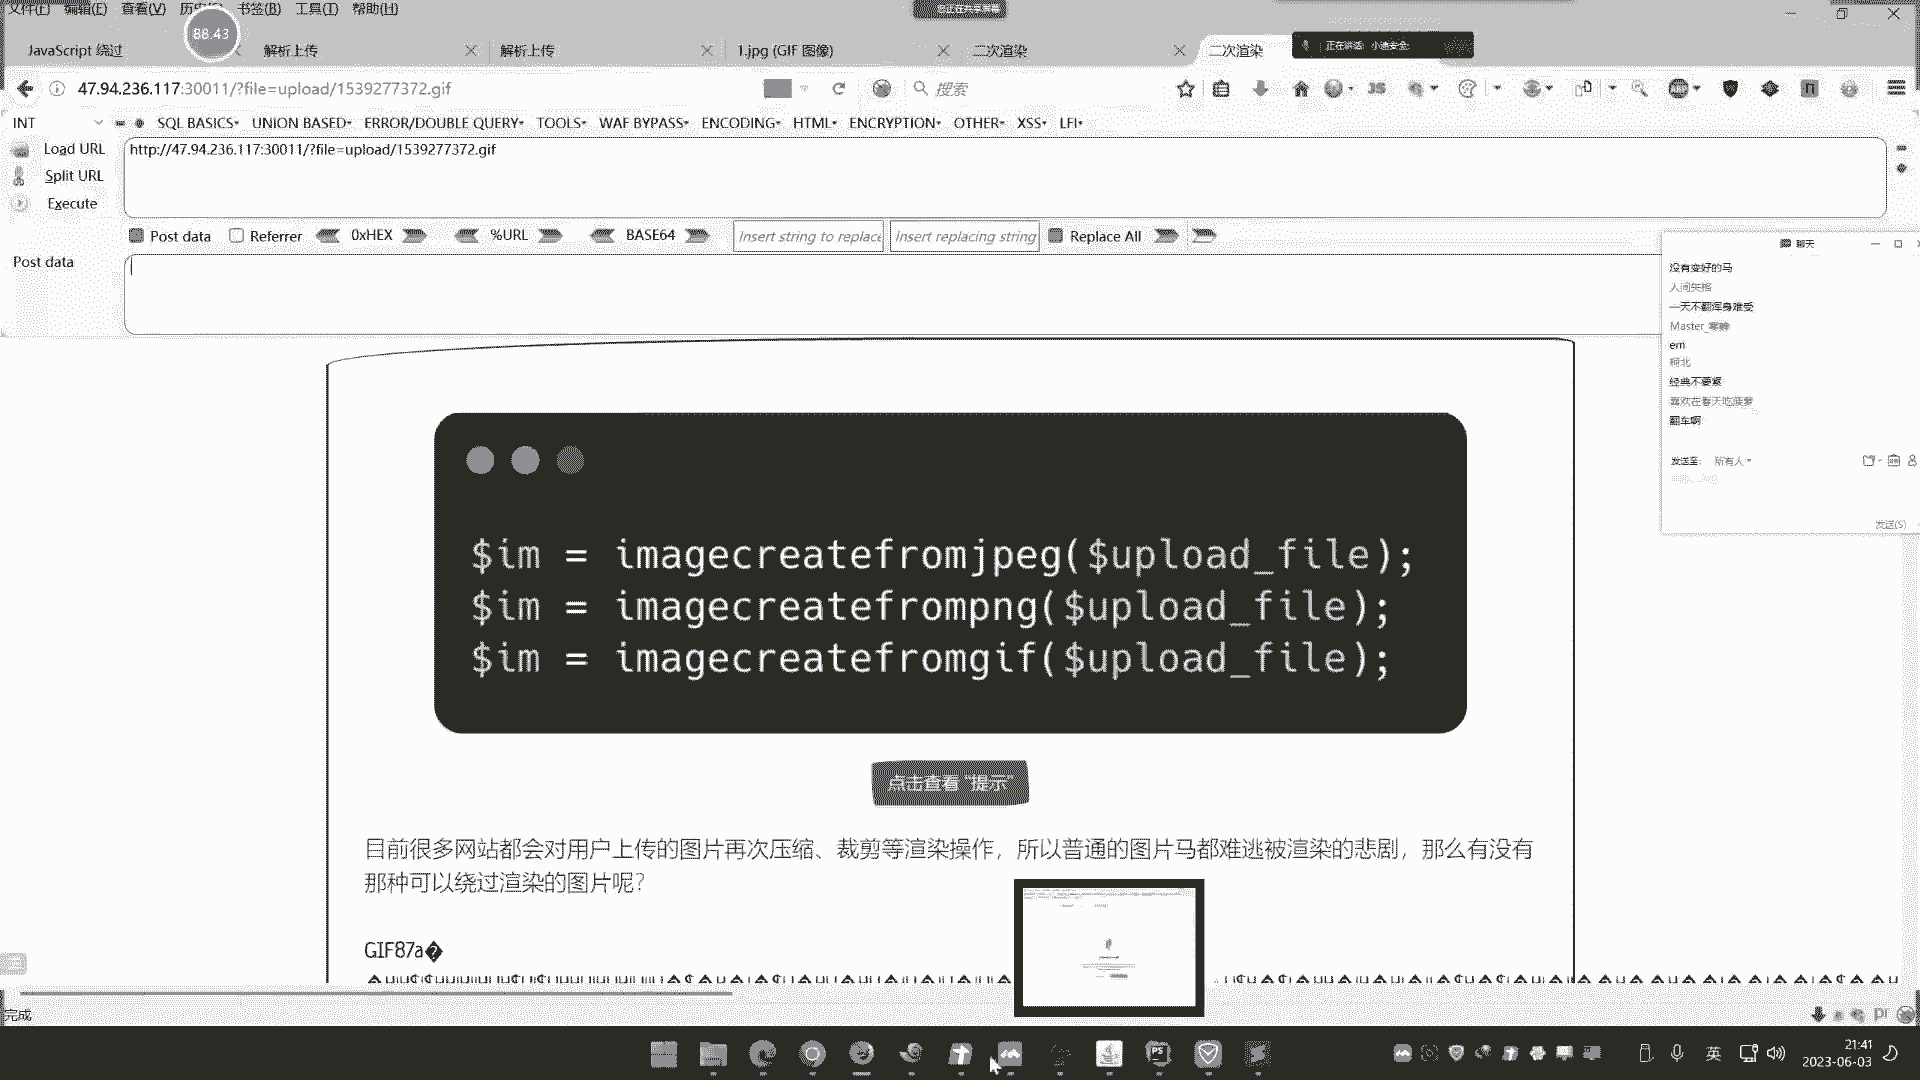 文件(F) 编辑(E) 查看(V) 历史(S) 书签(B) 工具(T) 帮助(H)
88.43
您正在共享屏幕
JavaScript 绕过
解析上传
解析上传
1.jpg (GIF 图像)
二次渲染
二次渲染
正在讲话: 小迪安全;
47.94.236.117:30011/?file=upload/1539277372.gif
搜索
INT
SQL BASICS
UNION BASED
ERROR/DOUBLE QUERY
TOOLS
WAF BYPASS
ENCODING
HTML
ENCRYPTION
OTHER
XSS
LFI
Load URL
http://47.94.236.117:30011/?file=upload/1539277372.gif
Split URL
Execute
Post data
Referrer
0xHEX
%URL
BASE64
Insert string to replace
Insert replacing string
Replace All
Post data
聊天
没有变好的马
人间失格
一天不翻浑身难受
Master_
em
柯北
经典不要紧
喜欢在春天吃菠萝
翻车啊
发送至: 所有人
发送(S)
$im = imagecreatefromjpeg($upload_file);
$im = imagecreatefrompng($upload_file);
$im = imagecreatefromgif($upload_file);
点击查看 "提示"
目前很多网站都会对用户上传的图片再次压缩、裁剪等渲染操作，所以普通的图片马都难逃被渲染的悲剧，那么有没有
那种可以绕过渲染的图片呢?
GIF87a�
完成
英
21:41
2023-06-03